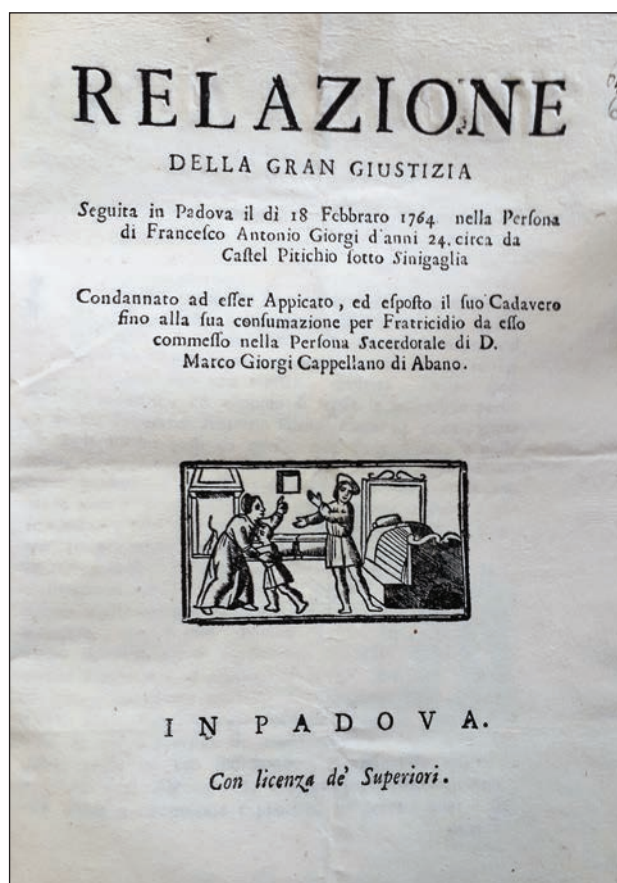 RELAZIONE
DELLA GRAN GIUSTIZIA
Seguita in Padova il dì 18 Febbraro 1764 nella Perſona
di Franceſco Antonio Giorgi d'anni 24. circa da
Caſtel Pitichio ſotto Sinigaglia
Condannato ad eſſer Appicato, ed eſpoſto il ſuo Cadavero
fino alla ſua conſumazione per Fratricidio da eſſo
commeſſo nella Perſona Sacerdotale di D.
Marco Giorgi Cappellano di Abano.
IN PADOVA.
Con licenza de' Superiori.